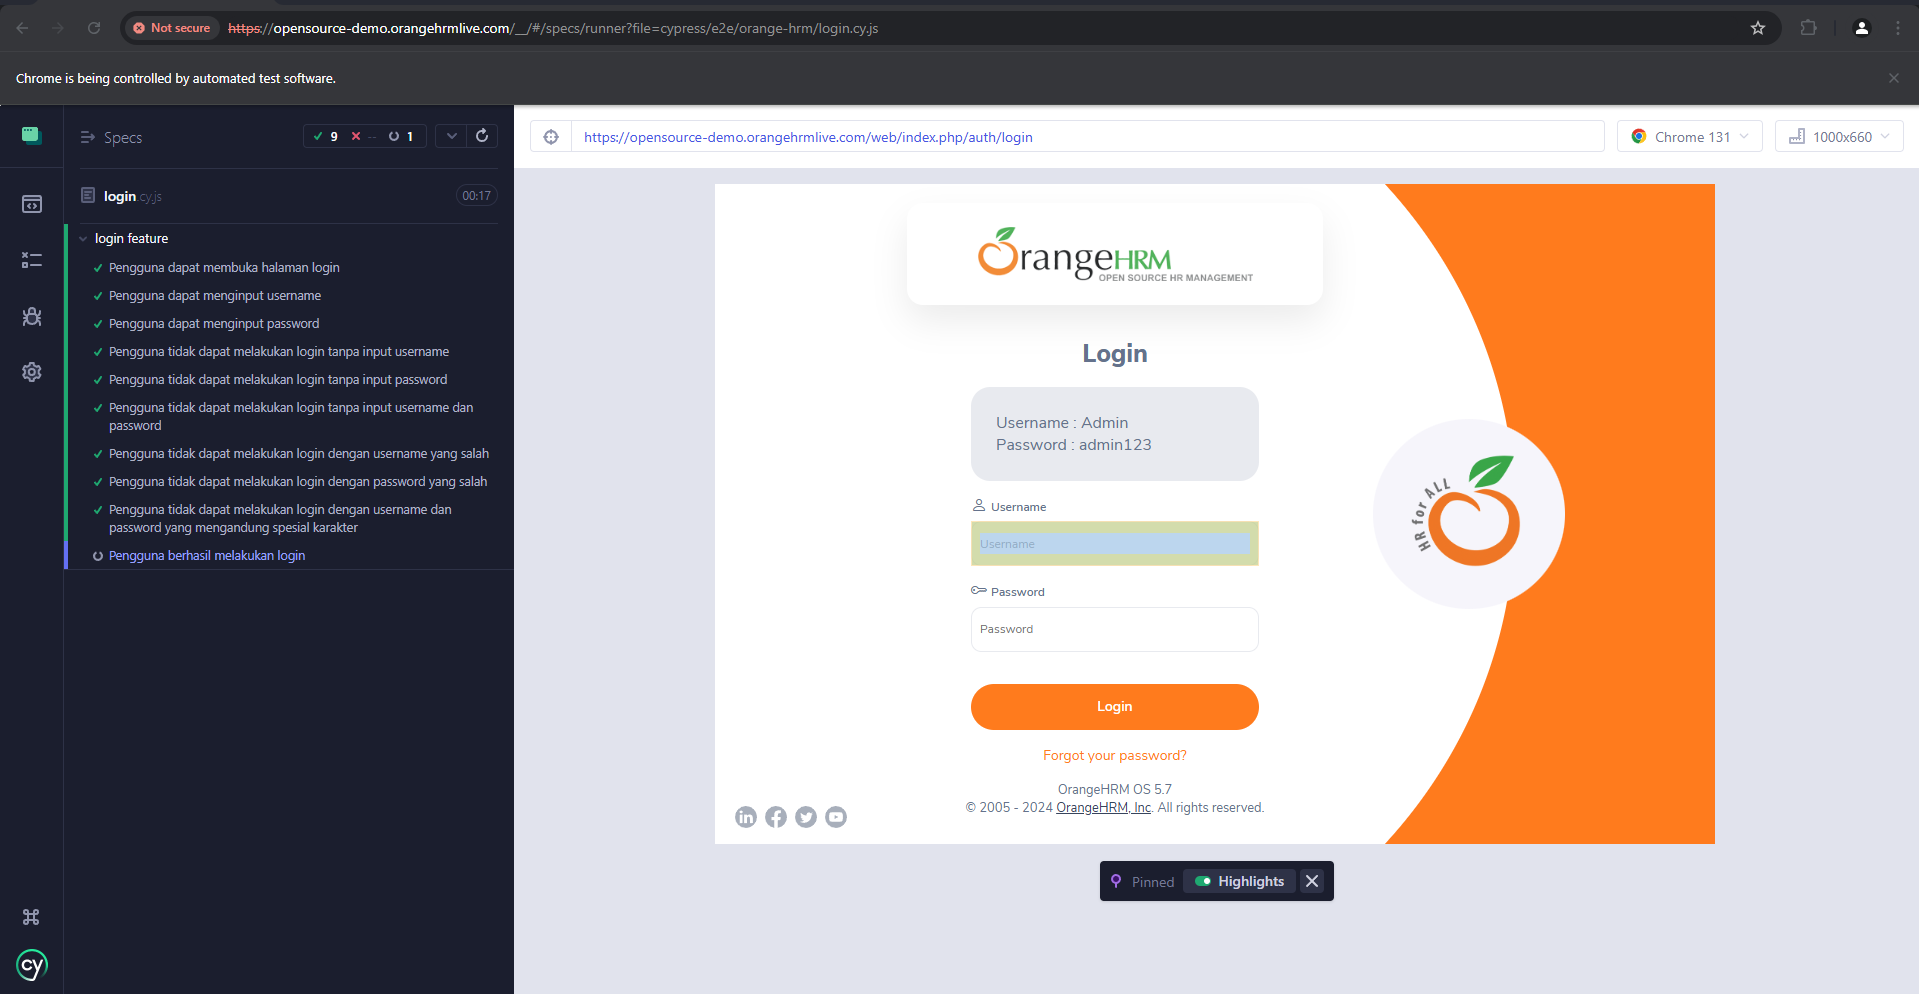 Not secure https://opensource-demo.orangehrmlive.com/__/#/specs/runner?file=cypress/e2e/orange-hrm/login.cy.js
Chrome is being controlled by automated test software.
Specs 9 -- 1
login.cy.js 00:17
login feature
Pengguna dapat membuka halaman login
Pengguna dapat menginput username
Pengguna dapat menginput password
Pengguna tidak dapat melakukan login tanpa input username
Pengguna tidak dapat melakukan login tanpa input password
Pengguna tidak dapat melakukan login tanpa input username dan
password
Pengguna tidak dapat melakukan login dengan username yang salah
Pengguna tidak dapat melakukan login dengan password yang salah
Pengguna tidak dapat melakukan login dengan username dan
password yang mengandung spesial karakter
Pengguna berhasil melakukan login
cy
https://opensource-demo.orangehrmlive.com/web/index.php/auth/login
Chrome 131
1000x660
OrangeHRM
OPEN SOURCE HR MANAGEMENT
Login
Username : Admin
Password : admin123
Username
Username
Password
Password
Login
Forgot your password?
OrangeHRM OS 5.7
© 2005 - 2024 OrangeHRM, Inc. All rights reserved.
HR for ALL
Pinned Highlights